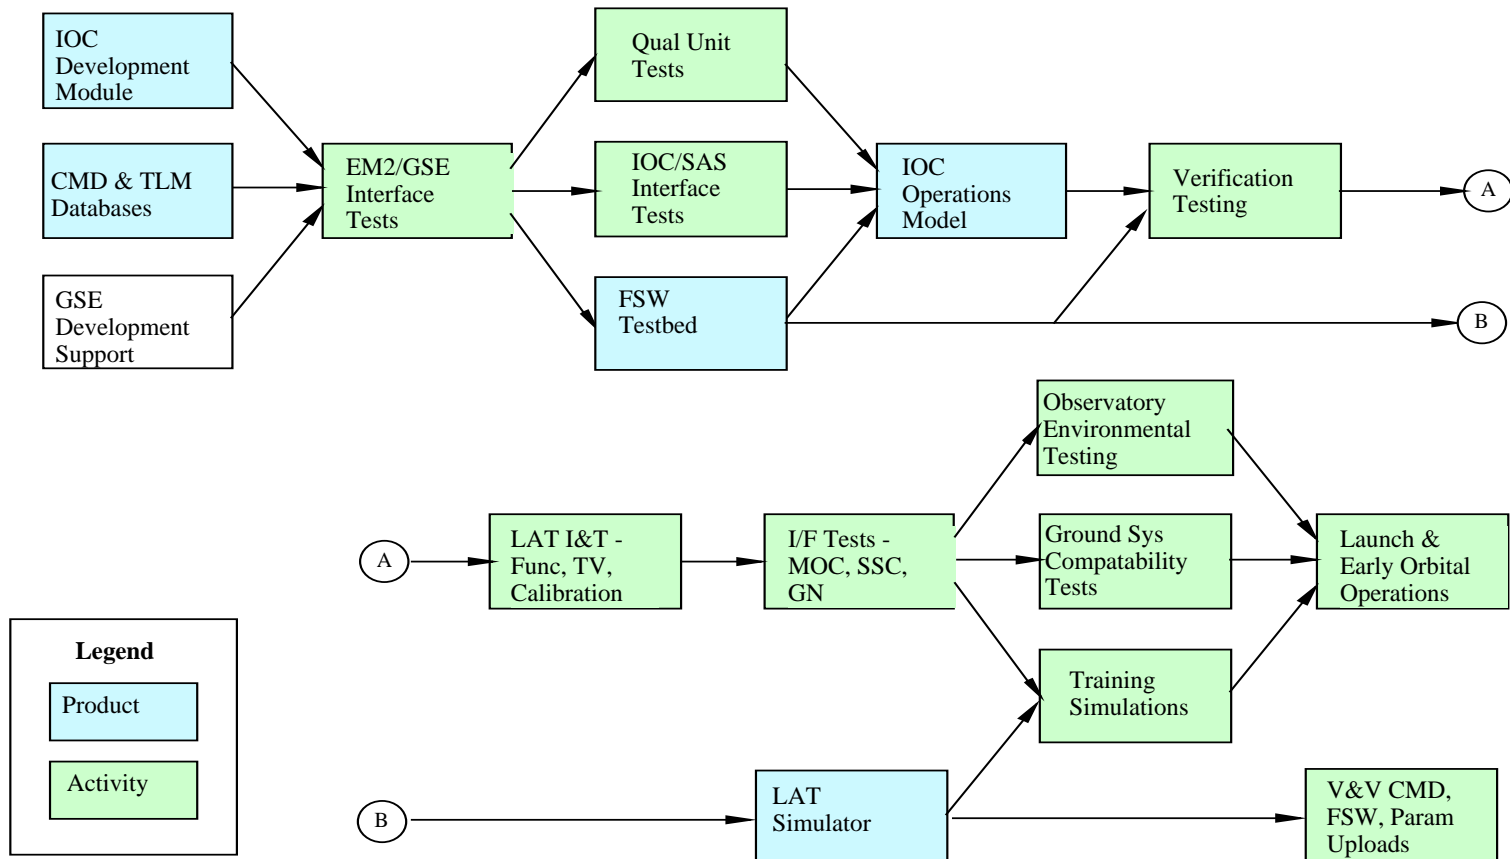 IOC
Development
Module
Qual Unit
Tests
CMD & TLM
Databases
EM2/GSE
Interface
Tests
IOC/SAS
Interface
Tests
IOC
Operations
Model
Verification
Testing
A
GSE
Development
Support
FSW
Testbed
B
Observatory
Environmental
Testing
A
LAT I&T -
Func, TV,
Calibration
I/F Tests -
MOC, SSC,
GN
Ground Sys
Compatability
Tests
Launch &
Early Orbital
Operations
Legend
Product
Activity
Training
Simulations
B
LAT
Simulator
V&V CMD,
FSW, Param
Uploads